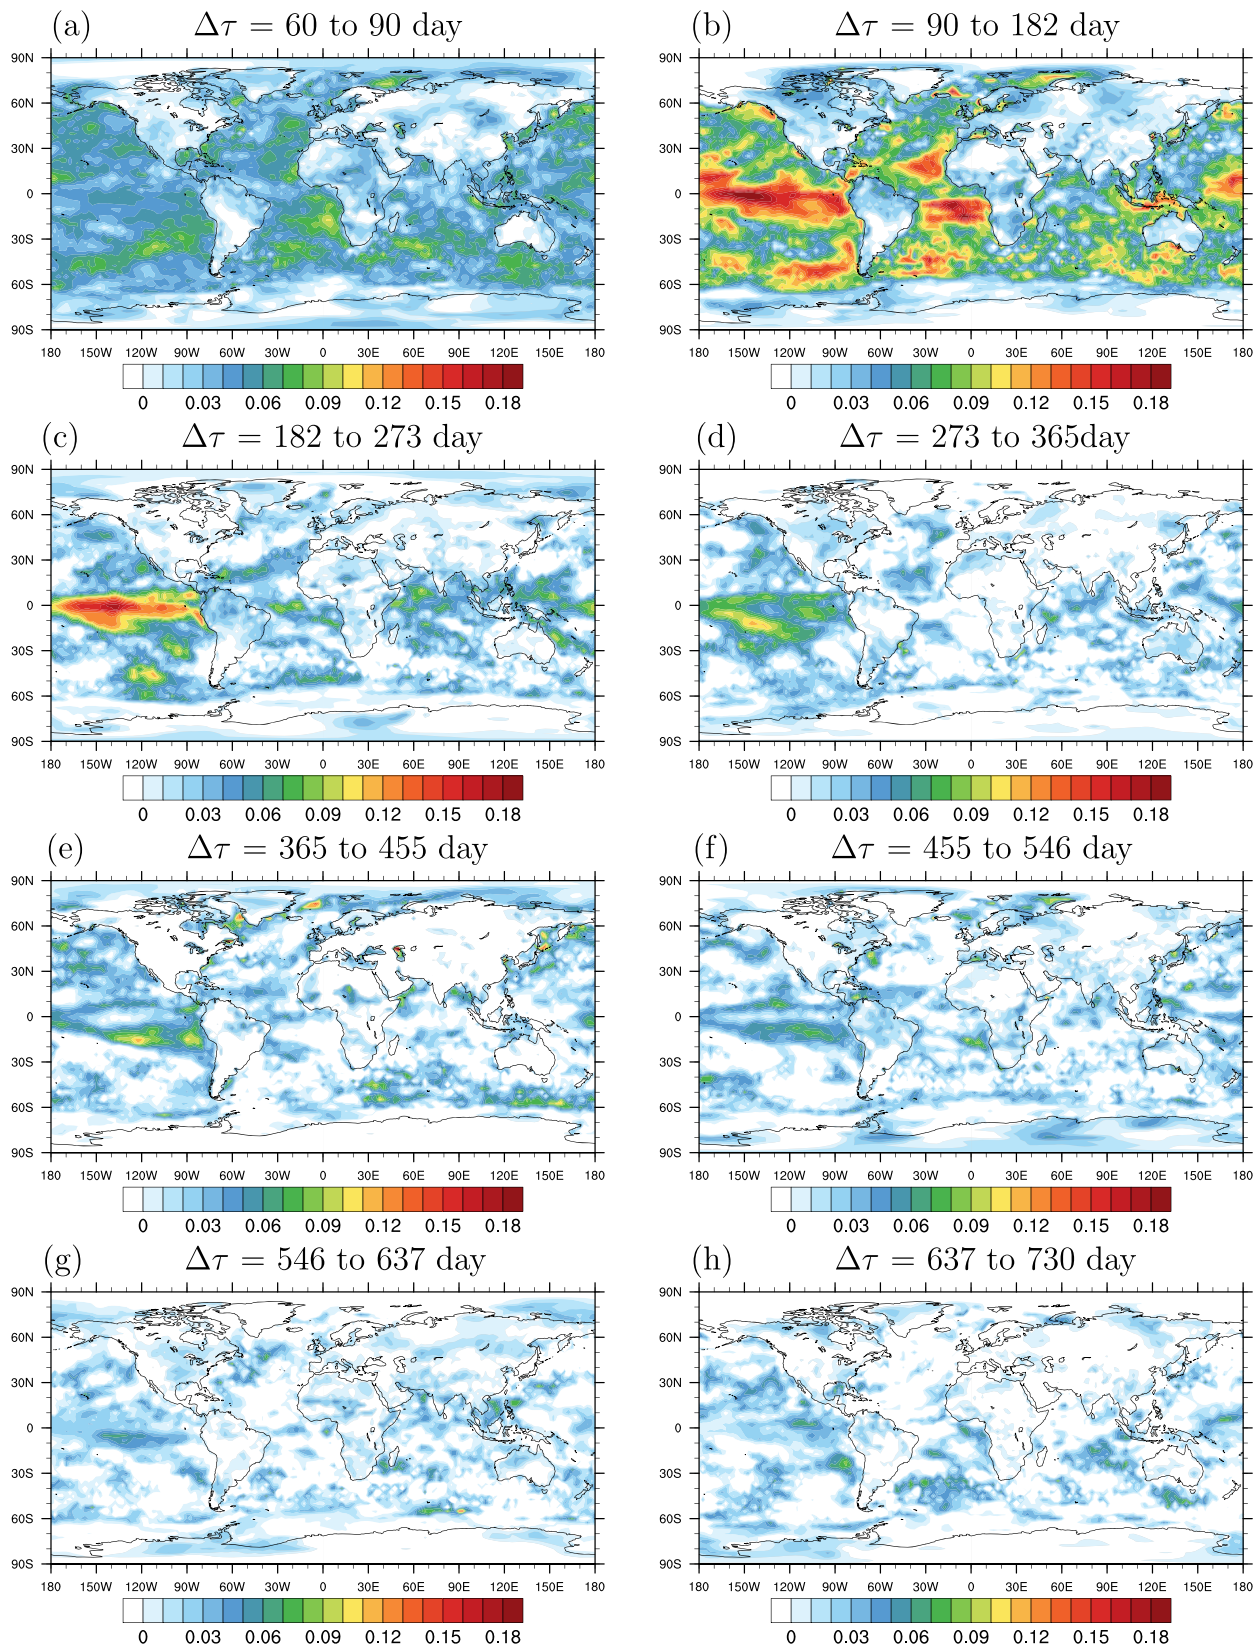 (a) Δτ = 60 to 90 day
(b) Δτ = 90 to 182 day
90N 90N
60N 60N
30N 30N
0 0
30S 30S
60S 60S
90S 90S
180 150W 120W 90W 60W 30W 0 30E 60E 90E 120E 150E 180
180 150W 120W 90W 60W 30W 0 30E 60E 90E 120E 150E 180
0 0.03 0.06 0.09 0.12 0.15 0.18
0 0.03 0.06 0.09 0.12 0.15 0.18
(c) Δτ = 182 to 273 day
(d) Δτ = 273 to 365day
90N 90N
60N 60N
30N 30N
0 0
30S 30S
60S 60S
90S 90S
180 150W 120W 90W 60W 30W 0 30E 60E 90E 120E 150E 180
180 150W 120W 90W 60W 30W 0 30E 60E 90E 120E 150E 180
0 0.03 0.06 0.09 0.12 0.15 0.18
0 0.03 0.06 0.09 0.12 0.15 0.18
(e) Δτ = 365 to 455 day
(f) Δτ = 455 to 546 day
90N 90N
60N 60N
30N 30N
0 0
30S 30S
60S 60S
90S 90S
180 150W 120W 90W 60W 30W 0 30E 60E 90E 120E 150E 180
180 150W 120W 90W 60W 30W 0 30E 60E 90E 120E 150E 180
0 0.03 0.06 0.09 0.12 0.15 0.18
0 0.03 0.06 0.09 0.12 0.15 0.18
(g) Δτ = 546 to 637 day
(h) Δτ = 637 to 730 day
90N 90N
60N 60N
30N 30N
0 0
30S 30S
60S 60S
90S 90S
180 150W 120W 90W 60W 30W 0 30E 60E 90E 120E 150E 180
180 150W 120W 90W 60W 30W 0 30E 60E 90E 120E 150E 180
0 0.03 0.06 0.09 0.12 0.15 0.18
0 0.03 0.06 0.09 0.12 0.15 0.18